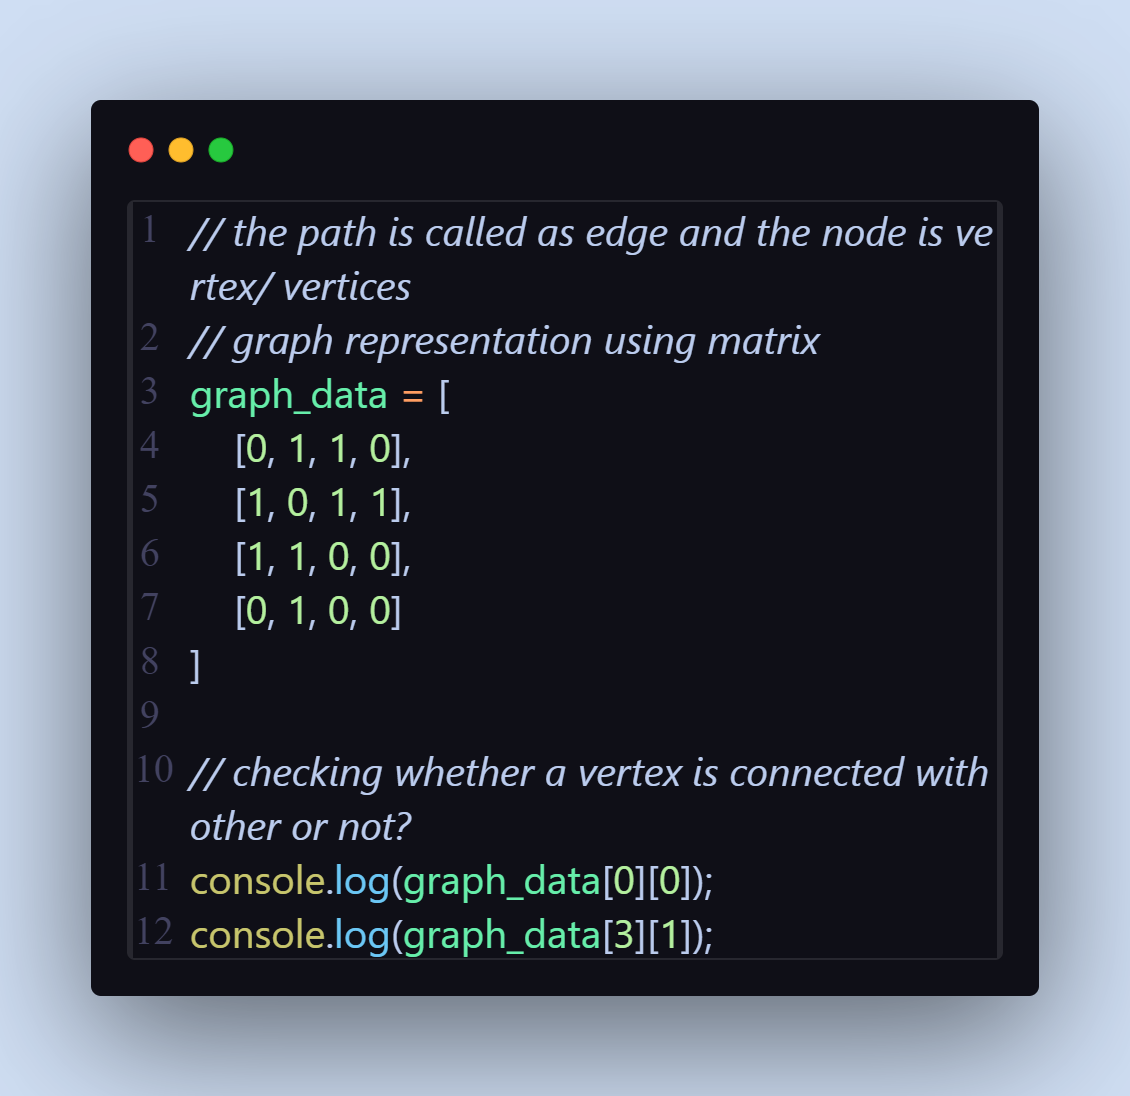 1 // the path is called as edge and the node is ve
rtex/ vertices
2 // graph representation using matrix
3 graph_data = [
4     [0, 1, 1, 0],
5     [1, 0, 1, 1],
6     [1, 1, 0, 0],
7     [0, 1, 0, 0]
8 ]
9
10 // checking whether a vertex is connected with
other or not?
11 console.log(graph_data[0][0]);
12 console.log(graph_data[3][1]);